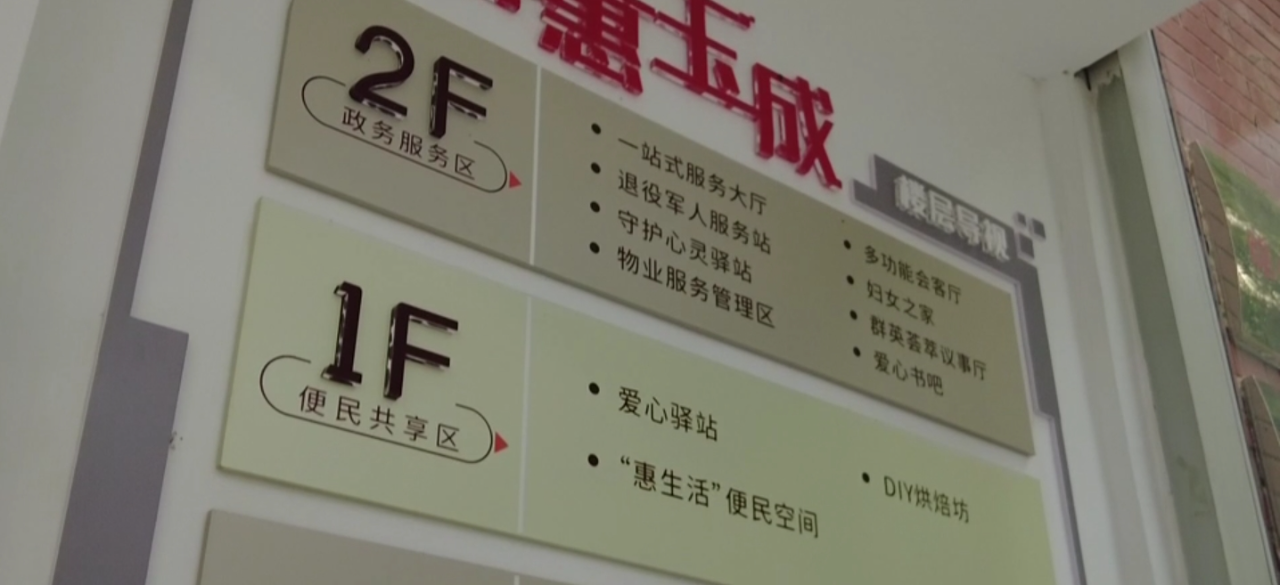 惠玉成
楼层导视
2F
政务服务区
一站式服务大厅
退役军人服务站
守护心灵驿站
物业服务管理区
多功能会客厅
妇女之家
群英荟萃议事厅
爱心书吧
1F
便民共享区
爱心驿站
“惠生活”便民空间
DIY烘焙坊